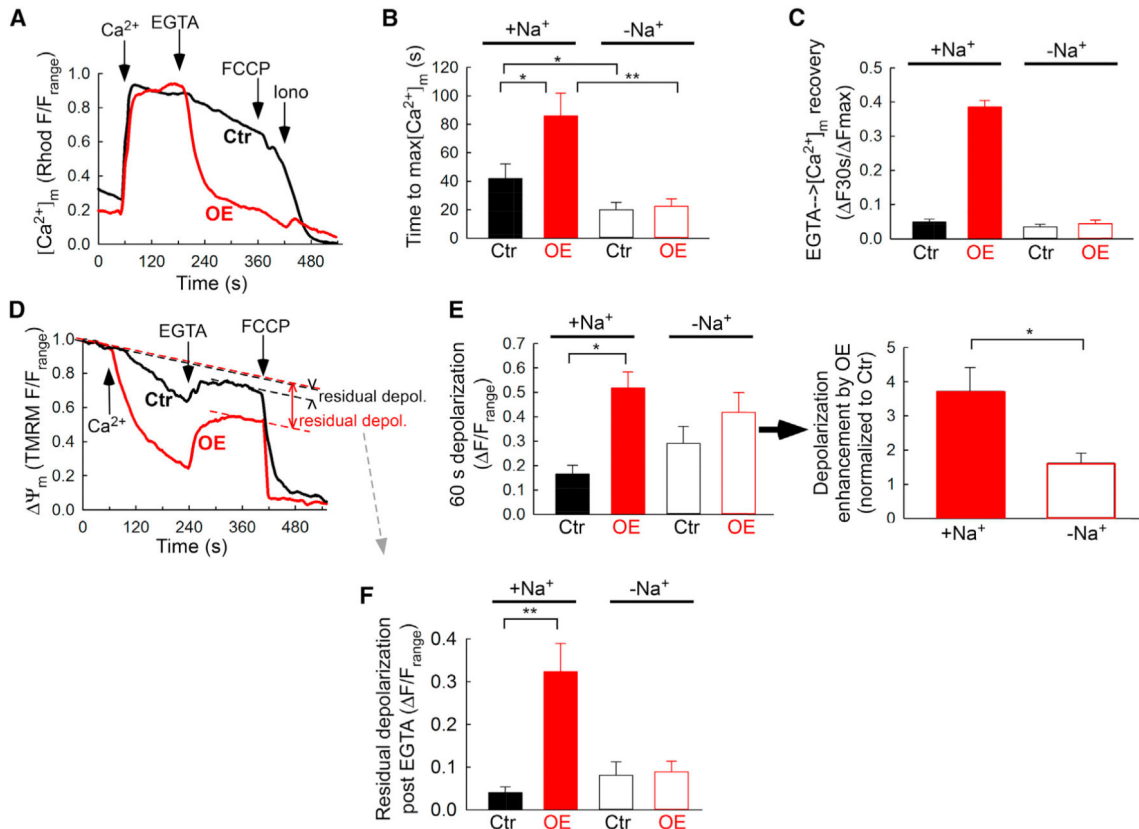 A
Ca²⁺
EGTA
FCCP
Iono
Ctr
OE
[Ca²⁺]ₘ (Rhod F/F_range)
1.0
0.8
0.6
0.4
0.2
0.0
0 120 240 360 480
Time (s)
B
+Na⁺ -Na⁺
*
* **
Time to max[Ca²⁺]ₘ (s)
120
100
80
60
40
20
0
Ctr OE Ctr OE
C
+Na⁺ -Na⁺
EGTA-->[Ca²⁺]ₘ recovery
(ΔF30s/ΔFmax)
0.5
0.4
0.3
0.2
0.1
0.0
Ctr OE Ctr OE
D
EGTA
FCCP
Ca²⁺
Ctr
OE
residual depol.
residual depol.
ΔΨₘ (TMRM F/F_range)
1.0
0.8
0.6
0.4
0.2
0.0
0 120 240 360 480
Time (s)
E
+Na⁺ -Na⁺
*
60 s depolarization
(ΔF/F_range)
0.7
0.6
0.5
0.4
0.3
0.2
0.1
0.0
Ctr OE Ctr OE
*
Depolarization
enhancement by OE
(normalized to Ctr)
5
4
3
2
1
0
+Na⁺ -Na⁺
F
+Na⁺ -Na⁺
**
Residual depolarization
post EGTA (ΔF/F_range)
0.4
0.3
0.2
0.1
0.0
Ctr OE Ctr OE